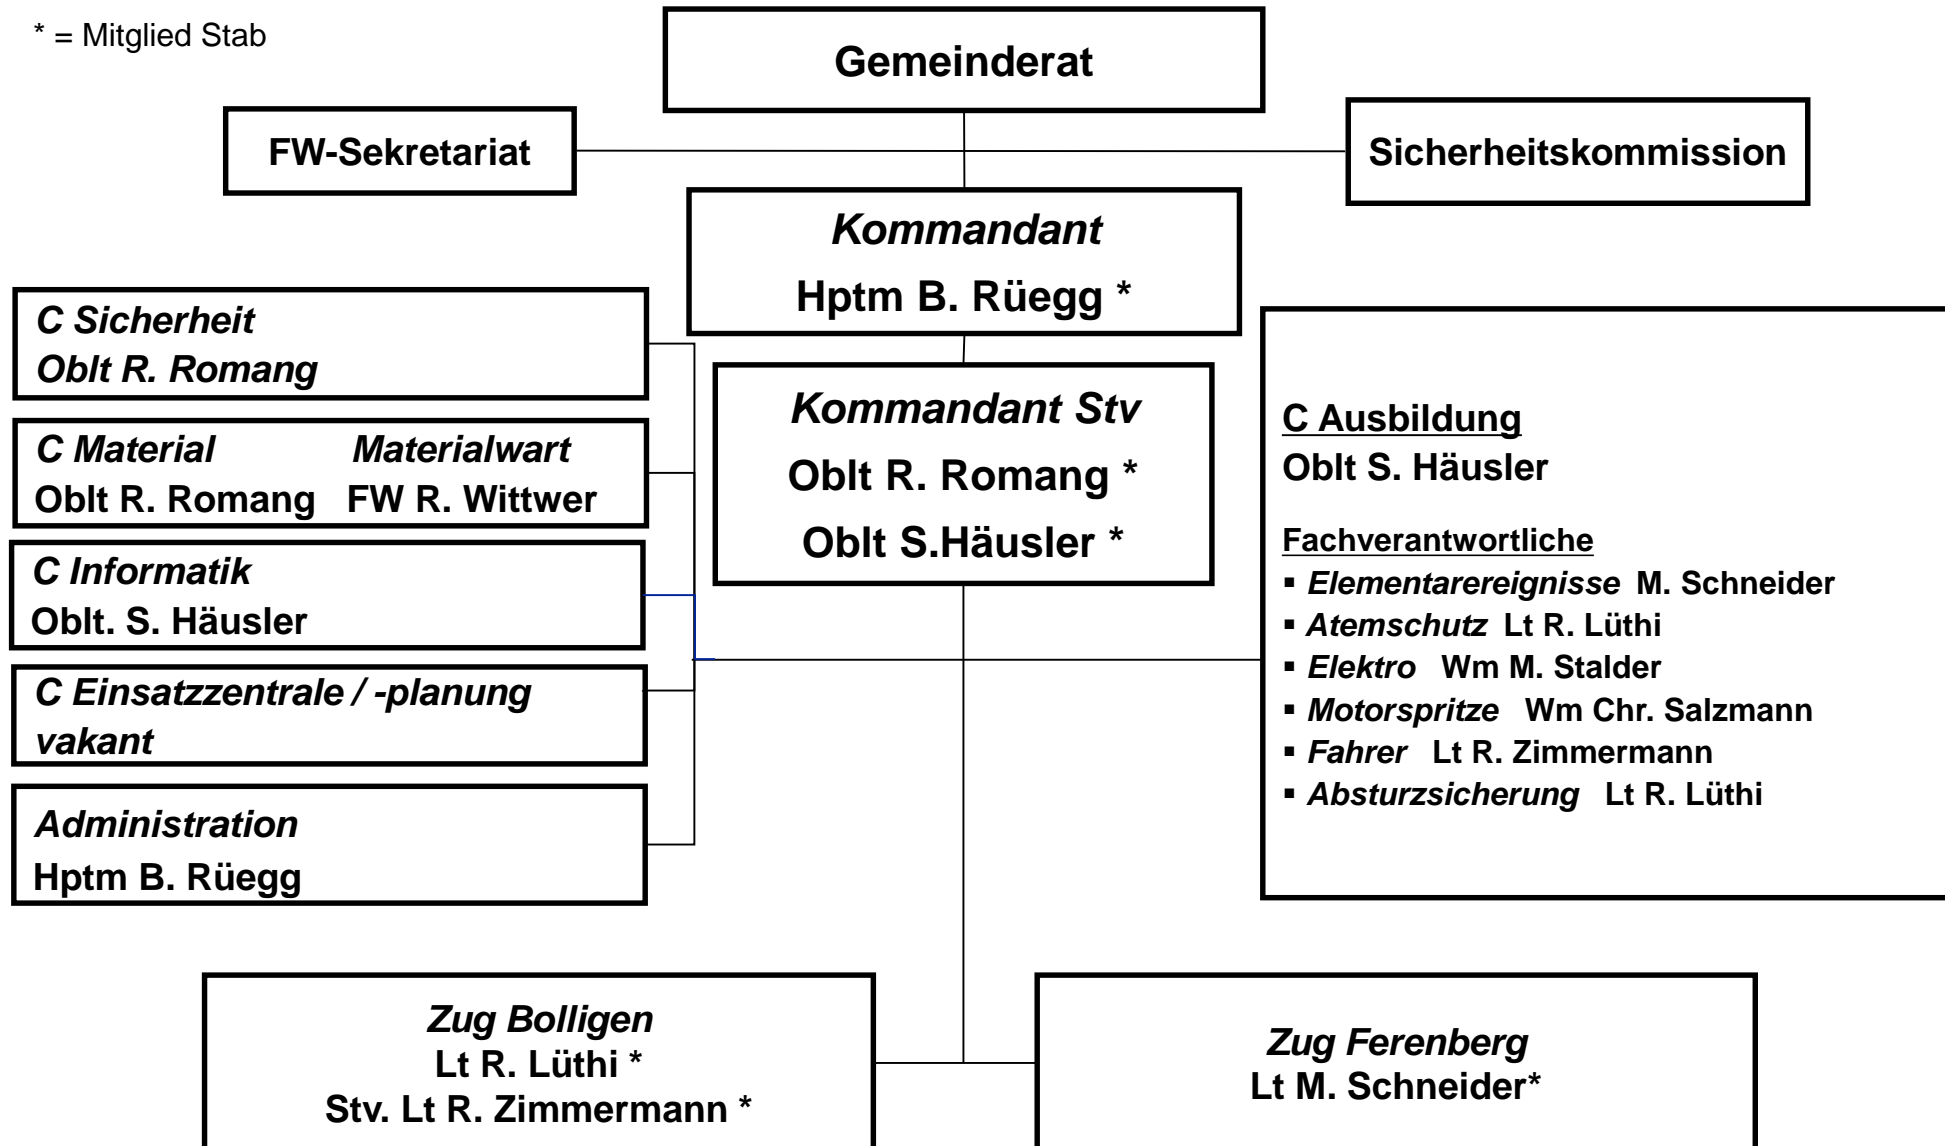 * = Mitglied Stab
Gemeinderat
FW-Sekretariat
Sicherheitskommission
Kommandant
Hptm B. Rüegg *
C Sicherheit
Oblt R. Romang
C Material Materialwart
Oblt R. Romang FW R. Wittwer
C Informatik
Oblt. S. Häusler
C Einsatzzentrale / -planung
vakant
Administration
Hptm B. Rüegg
Kommandant Stv
Oblt R. Romang *
Oblt S.Häusler *
C Ausbildung
Oblt S. Häusler
Fachverantwortliche
▪ Elementarereignisse M. Schneider
▪ Atemschutz Lt R. Lüthi
▪ Elektro Wm M. Stalder
▪ Motorspritze Wm Chr. Salzmann
▪ Fahrer Lt R. Zimmermann
▪ Absturzsicherung Lt R. Lüthi
Zug Bolligen
Lt R. Lüthi *
Stv. Lt R. Zimmermann *
Zug Ferenberg
Lt M. Schneider*